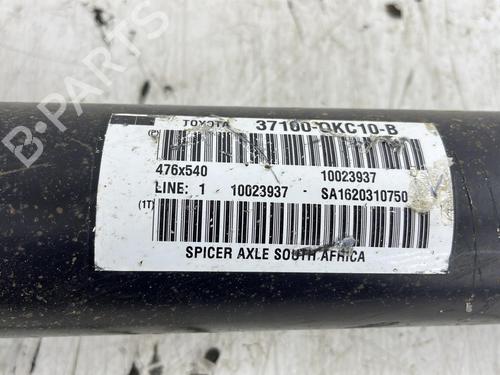 TOYOTA 37100-0KC10-B
(P)
476x540 10023937
LINE: 1 10023937 - SA1620310750
(1T)
SPICER AXLE SOUTH AFRICA
B-PARTS